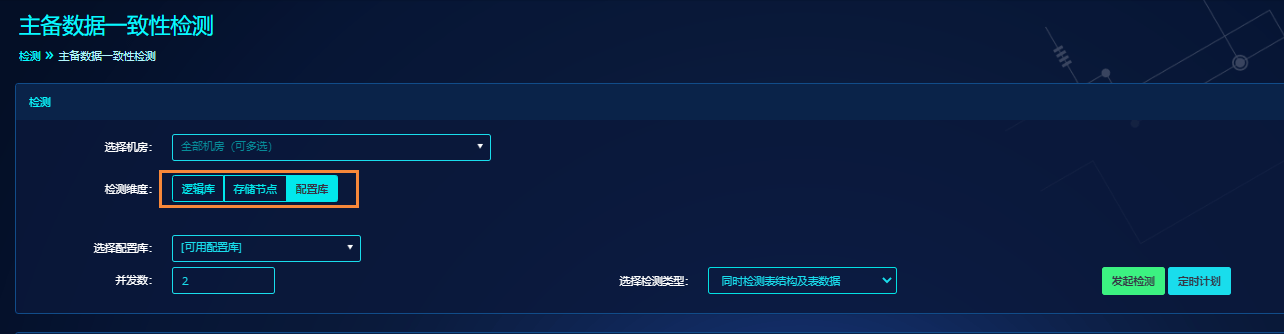 主备数据一致性检测
检测 » 主备数据一致性检测
检测
选择机房： 全部机房（可多选）
检测维度： 逻辑库 存储节点 配置库
选择配置库： [可用配置库]
并发数： 2 选择检测类型： 同时检测表结构及表数据 发起检测 定时计划